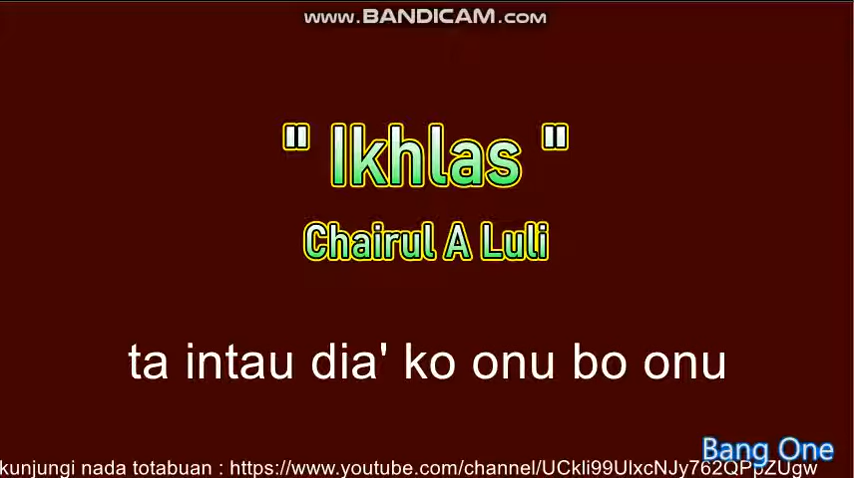 www.BANDICAM.com
" Ikhlas "
Chairul A Luli
ta intau dia' ko onu bo onu
Bang One
kunjungi nada totabuan : https://www.youtube.com/channel/UCkli99UlxcNJy762QPpZUgw